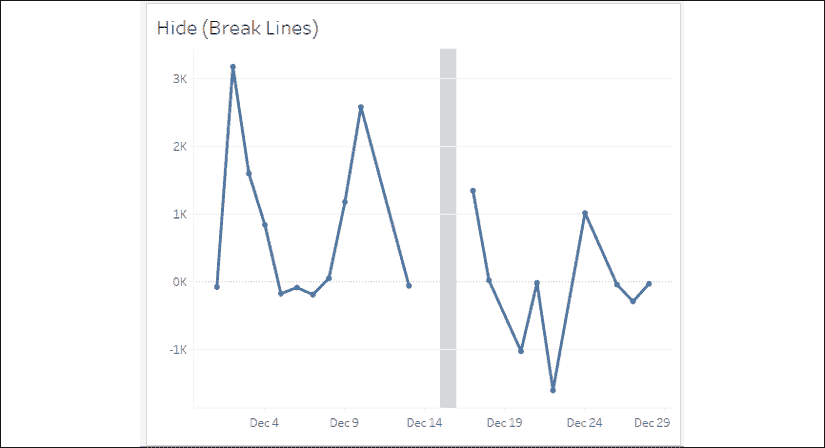 Hide (Break Lines)
3K
2K
1K
0K
-1K
Dec 4 Dec 9 Dec 14 Dec 19 Dec 24 Dec 29